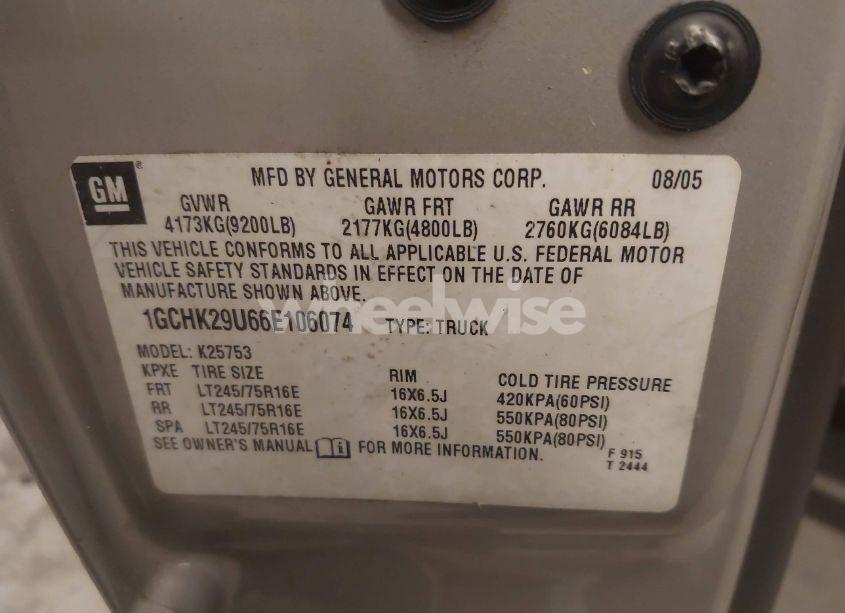 GM
MFD BY GENERAL MOTORS CORP. 08/05
GVWR GAWR FRT GAWR RR
4173KG(9200LB) 2177KG(4800LB) 2760KG(6084LB)
THIS VEHICLE CONFORMS TO ALL APPLICABLE U.S. FEDERAL MOTOR
VEHICLE SAFETY STANDARDS IN EFFECT ON THE DATE OF
MANUFACTURE SHOWN ABOVE.
wheelwise
1GCHK29U66E106074 TYPE: TRUCK
MODEL: K25753
KPXE TIRE SIZE RIM COLD TIRE PRESSURE
FRT LT245/75R16E 16X6.5J 420KPA(60PSI)
RR LT245/75R16E 16X6.5J 550KPA(80PSI)
SPA LT245/75R16E 16X6.5J 550KPA(80PSI)
SEE OWNER'S MANUAL i FOR MORE INFORMATION.
F 915
T 2444